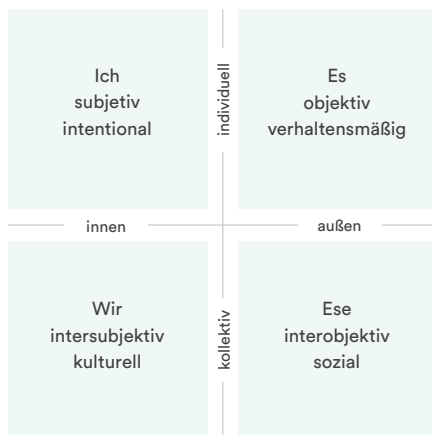 Ich
subjetiv
intentional
individuell
Es
objektiv
verhaltensmäßig
innen
außen
Wir
intersubjektiv
kulturell
kollektiv
Ese
interobjektiv
sozial